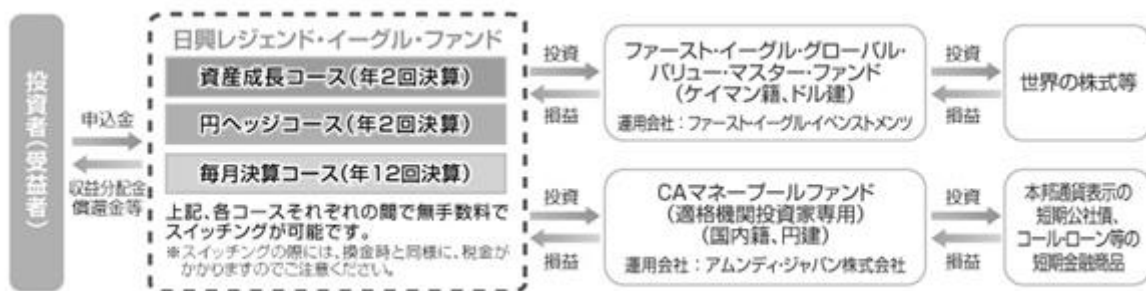 投資者(受益者)
申込金
収益分配金
償還金等
日興レジェンド・イーグル・ファンド
資産成長コース(年2回決算)
円ヘッジコース(年2回決算)
毎月決算コース(年12回決算)
上記、各コースそれぞれの間で無手数料で
スイッチングが可能です。
※スイッチングの際には、換金時と同様に、税金が
かかりますのでご注意ください。
投資
損益
ファースト・イーグル・グローバル・
バリュー・マスター・ファンド
(ケイマン籍、ドル建)
運用会社:ファースト・イーグル・イベンストメンツ
投資
損益
世界の株式等
投資
損益
CAマネープールファンド
(適格機関投資家専用)
(国内籍、円建)
運用会社:アムンディ・ジャパン株式会社
投資
損益
本邦通貨表示の
短期公社債、
コール・ローン等の
短期金融商品